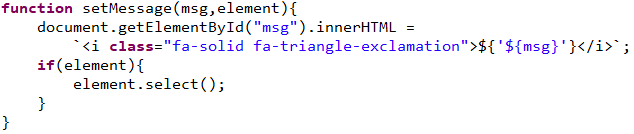 function setMessage(msg,element){
    document.getElementById("msg").innerHTML =
        `<i class="fa-solid fa-triangle-exclamation">${'${msg}'}</i>`;
    if(element){
        element.select();
    }
}